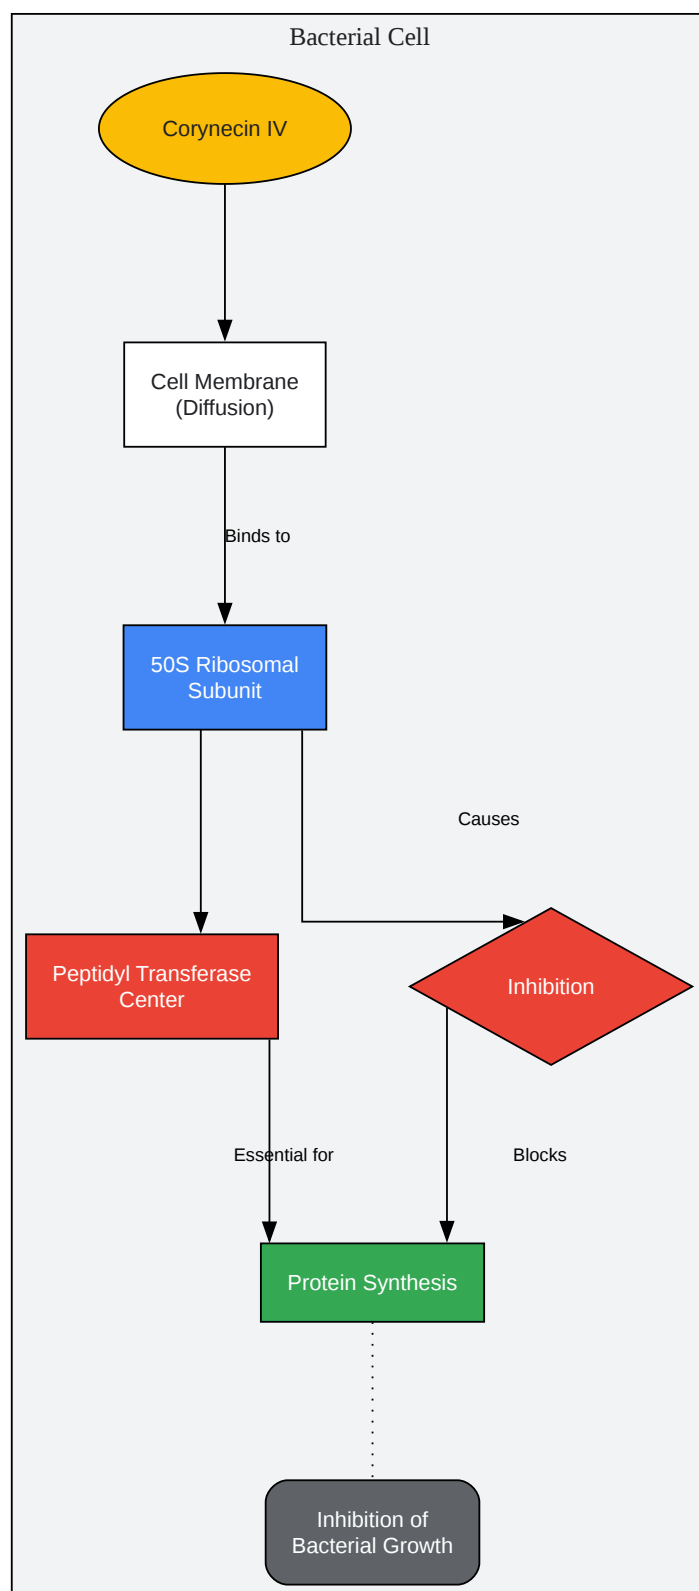 Bacterial Cell
Corynecin IV
Cell Membrane
(Diffusion)
Binds to
50S Ribosomal
Subunit
Causes
Peptidyl Transferase
Center
Inhibition
Essential for
Blocks
Protein Synthesis
Inhibition of
Bacterial Growth